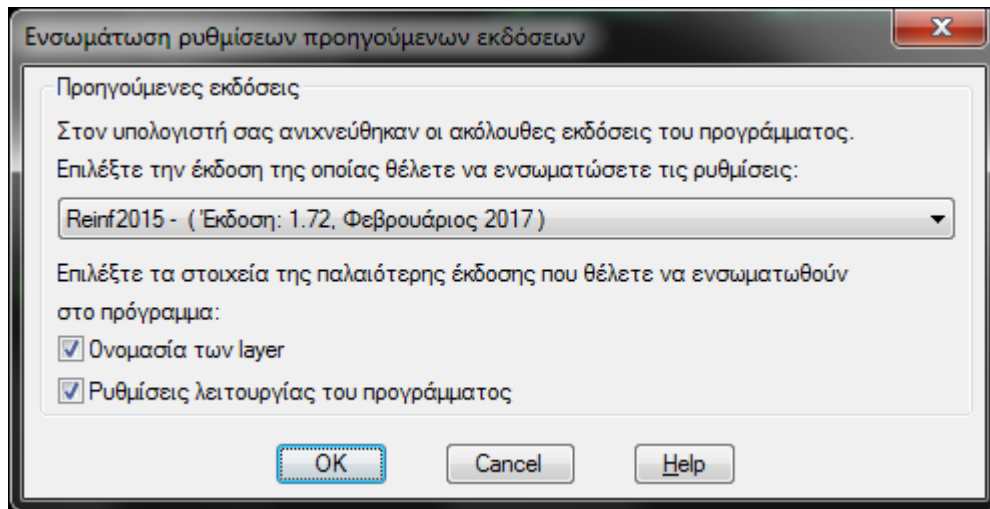 Ενσωμάτωση ρυθμίσεων προηγούμενων εκδόσεων
Προηγούμενες εκδόσεις
Στον υπολογιστή σας ανιχνεύθηκαν οι ακόλουθες εκδόσεις του προγράμματος.
Επιλέξτε την έκδοση της οποίας θέλετε να ενσωματώσετε τις ρυθμίσεις:
Reinf2015 - ( Έκδοση: 1.72, Φεβρουάριος 2017 )
Επιλέξτε τα στοιχεία της παλαιότερης έκδοσης που θέλετε να ενσωματωθούν
στο πρόγραμμα:
Ονομασία των layer
Ρυθμίσεις λειτουργίας του προγράμματος
OK Cancel Help